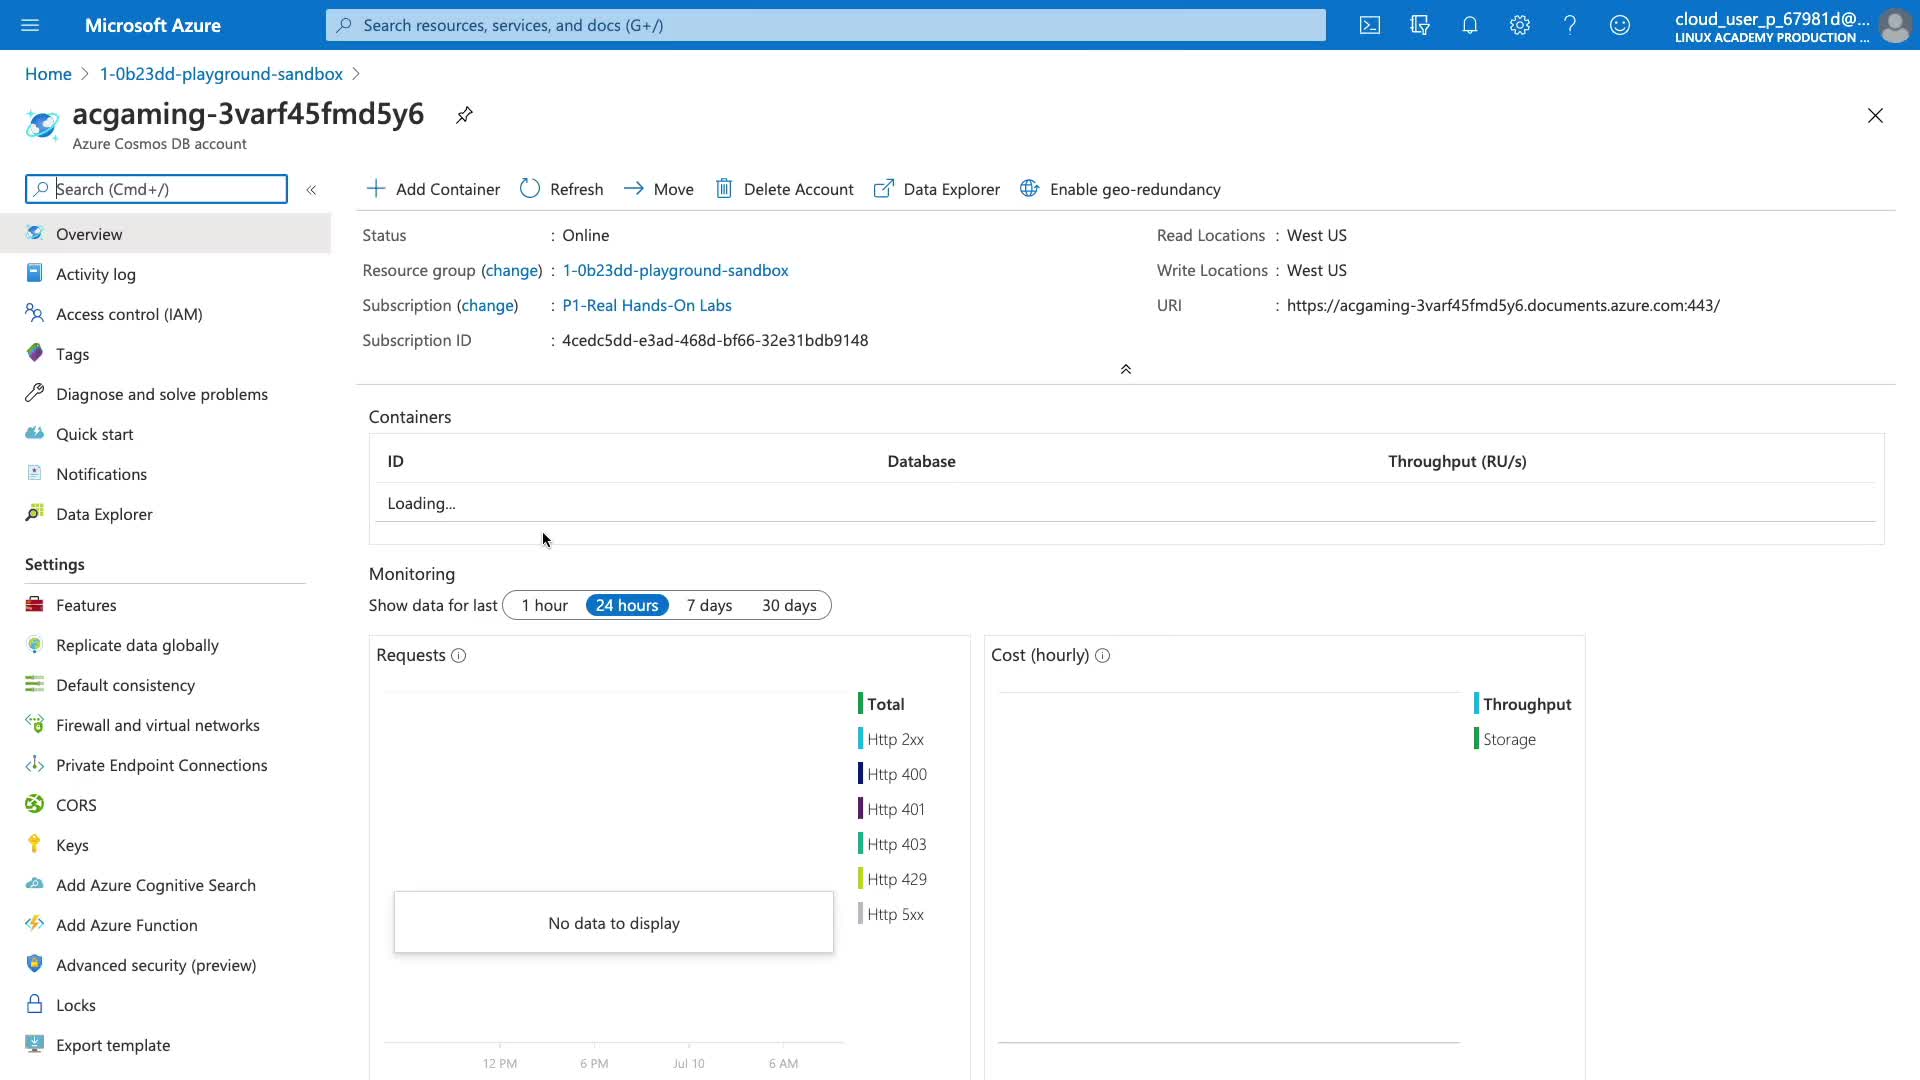 Microsoft Azure
Search resources, services, and docs (G+/)
cloud_user_p_67981d@...
LINUX ACADEMY PRODUCTION ...
Home > 1-0b23dd-playground-sandbox >
acgaming-3varf45fmd5y6
Azure Cosmos DB account
Search (Cmd+/)
«
Add Container
Refresh
Move
Delete Account
Data Explorer
Enable geo-redundancy
Overview
Activity log
Access control (IAM)
Tags
Diagnose and solve problems
Quick start
Notifications
Data Explorer
Settings
Features
Replicate data globally
Default consistency
Firewall and virtual networks
Private Endpoint Connections
CORS
Keys
Add Azure Cognitive Search
Add Azure Function
Advanced security (preview)
Locks
Export template
Status : Online
Resource group (change) : 1-0b23dd-playground-sandbox
Subscription (change) : P1-Real Hands-On Labs
Subscription ID : 4cedc5dd-e3ad-468d-bf66-32e31bdb9148
Read Locations : West US
Write Locations : West US
URI : https://acgaming-3varf45fmd5y6.documents.azure.com:443/
Containers
ID Database Throughput (RU/s)
Loading...
Monitoring
Show data for last 1 hour 24 hours 7 days 30 days
Requests
Total
Http 2xx
Http 400
Http 401
Http 403
Http 429
Http 5xx
No data to display
12 PM 6 PM Jul 10 6 AM
Cost (hourly)
Throughput
Storage